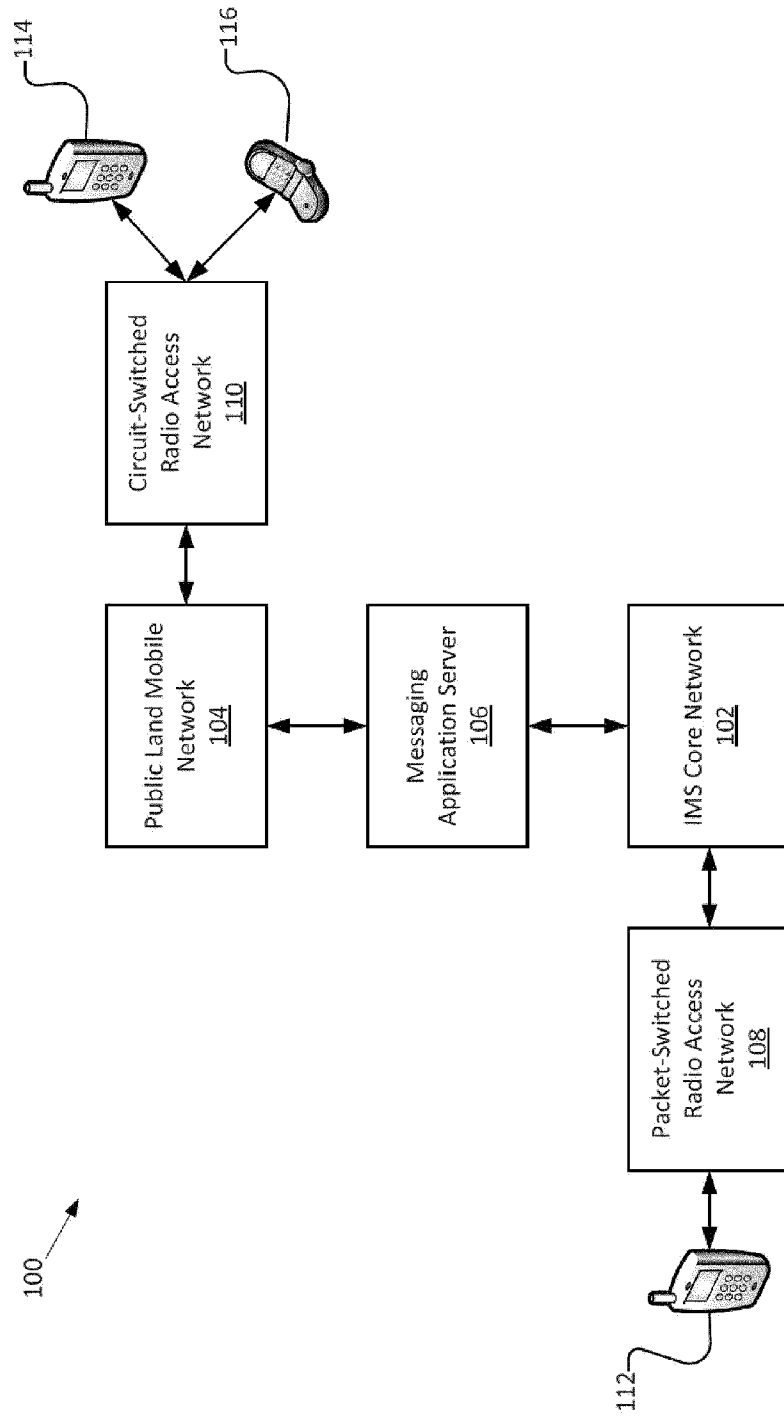 100
114
116
Circuit-Switched
Radio Access
Network
110
Public Land Mobile
Network
104
Messaging
Application Server
106
IMS Core Network
102
Packet-Switched
Radio Access
Network
108
112